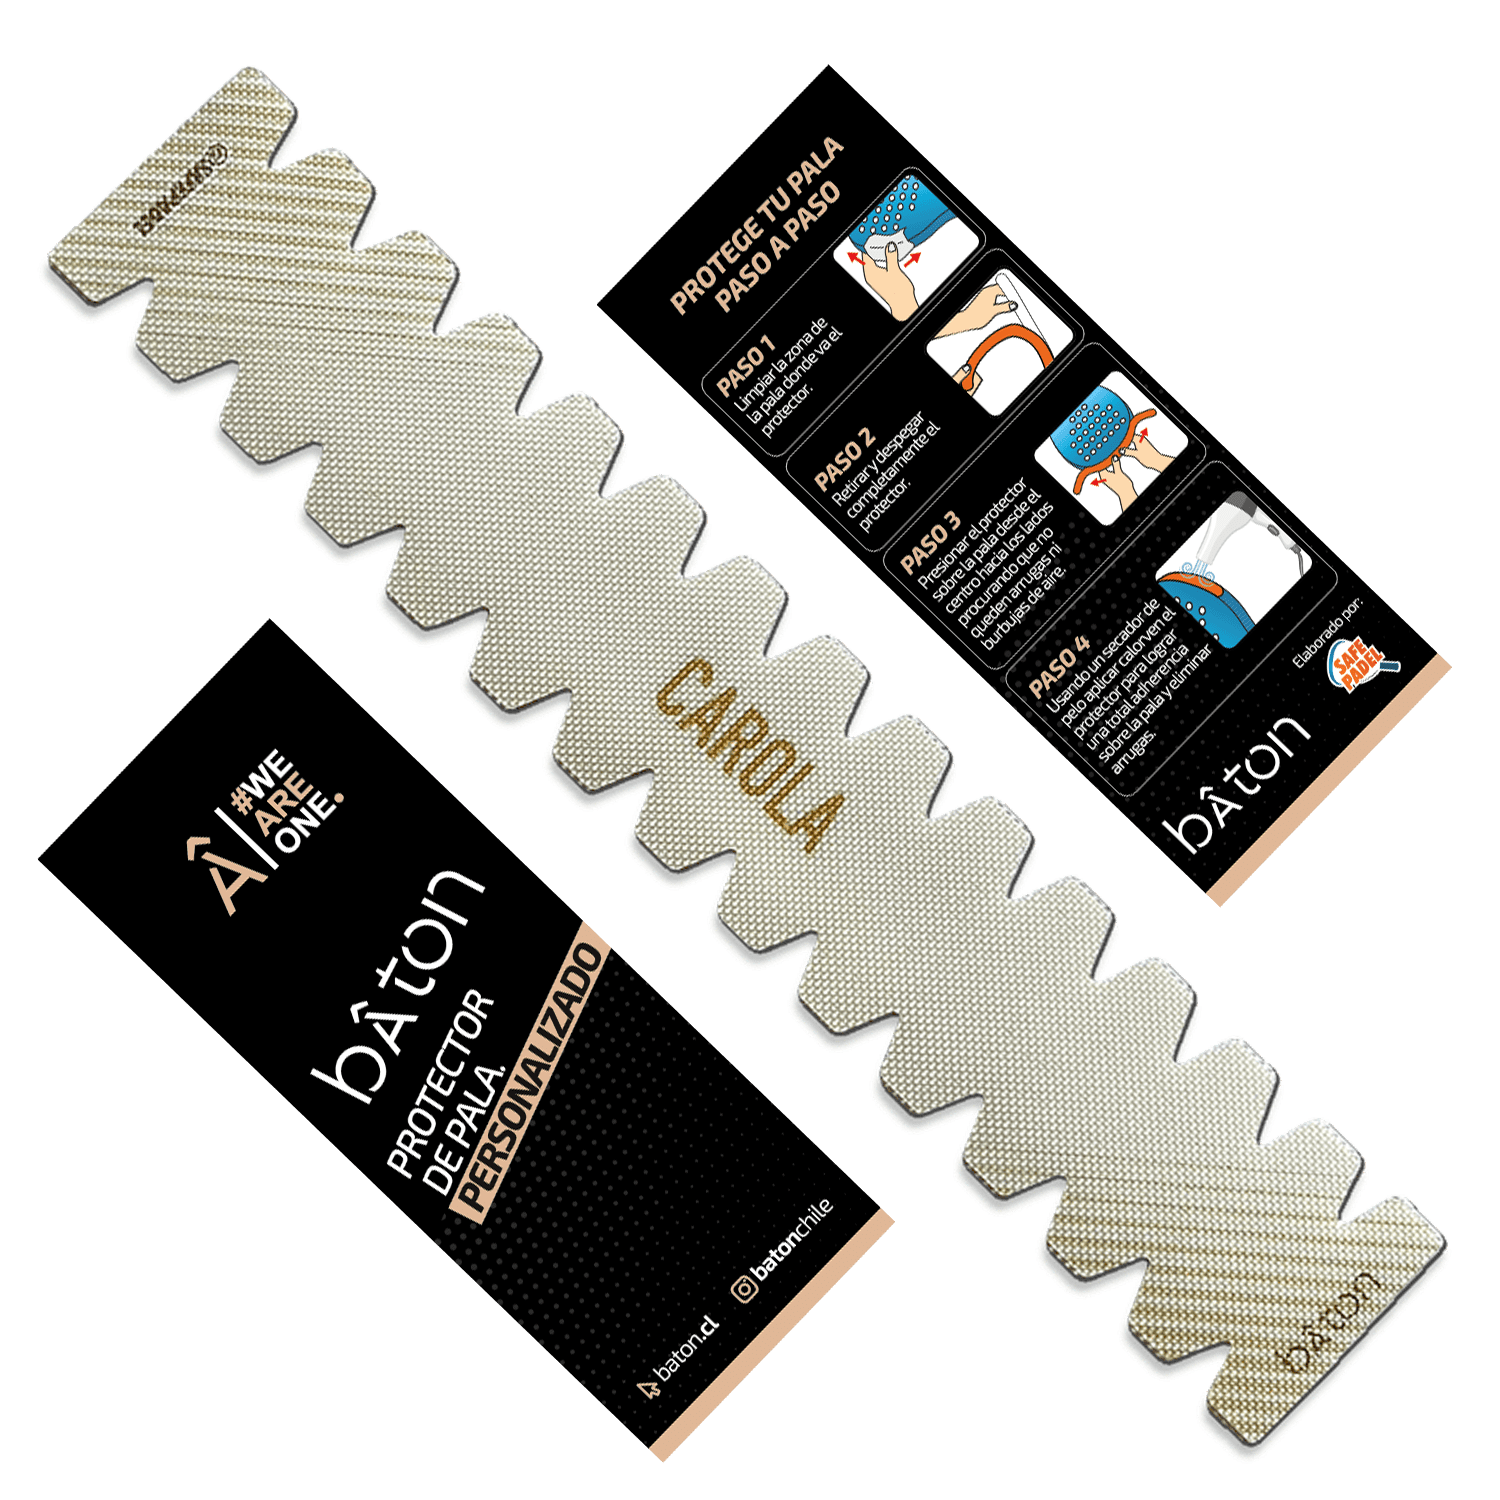 PROTEGE TU PALA
PASO A PASO
PASO 1
Limpiar la zona de
la pala donde va el
protector.
PASO 2
Retirar y despegar
completamente el
protector.
PASO 3
Presionar el protector
sobre la pala desde el
centro hacia los lados
procurando que no
queden arrugas ni
burbujas de aire.
PASO 4
Usando un secador de
pelo aplicar calor ven el
protector para lograr
una total adherencia
sobre la pala y eliminar
arrugas.
Elaborado por:
SAFE
PADEL
bÂton
CAROLA
bÂton
Â
#WE
ARE
ONE.
bÂton
PROTECTOR
DE PALA.
PERSONALIZADO
batonchile
baton.cl